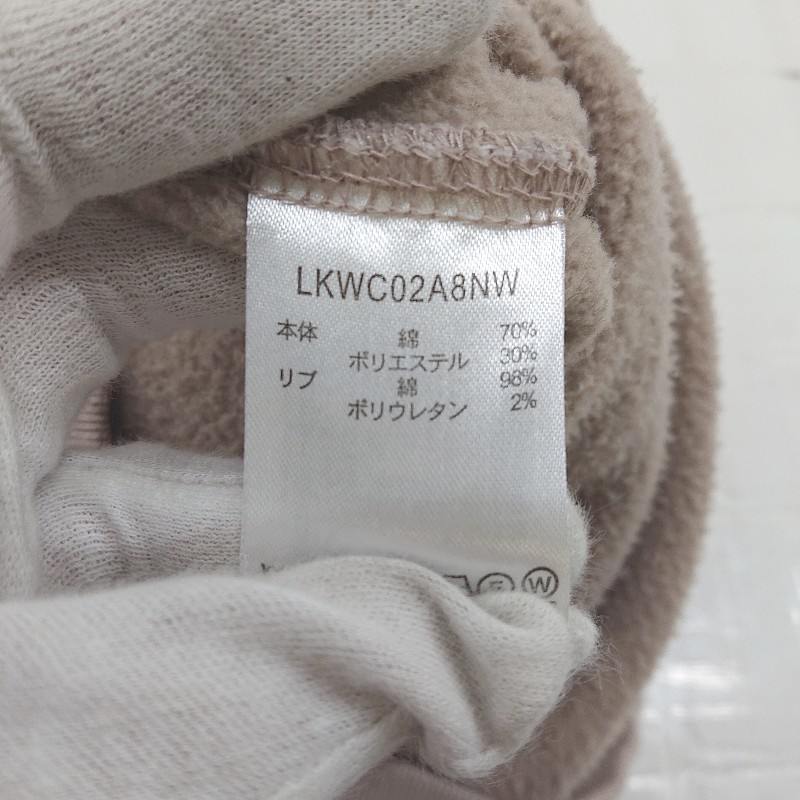 LKWC02A8NW
本体 綿 70%
ポリエステル 30%
リブ 綿 98%
ポリウレタン 2%
W